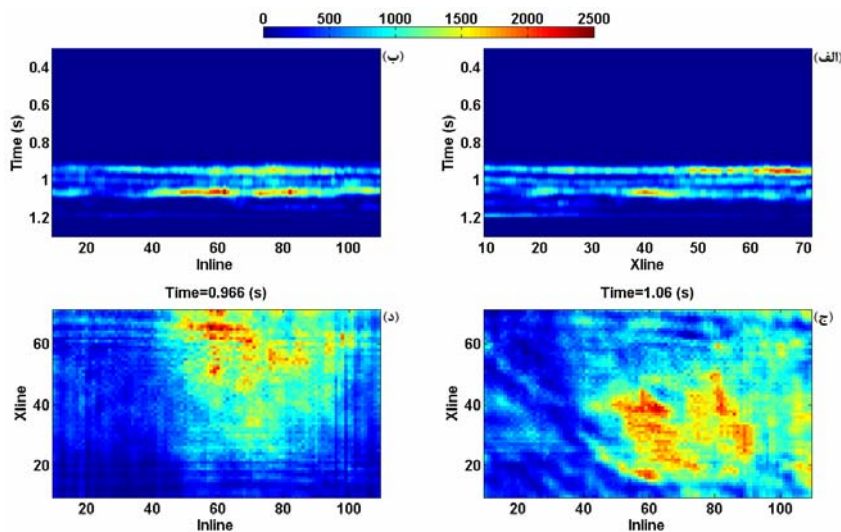 0 500 1000 1500 2000 2500
(ب)
0.4
0.6
0.8
1
1.2
Time (s)
20 40 60 80 100
Inline
(الف)
0.4
0.6
0.8
1
1.2
Time (s)
10 20 30 40 50 60 70
Xline
Time=0.966 (s)
(د)
60
40
20
Xline
20 40 60 80 100
Inline
Time=1.06 (s)
(ج)
60
40
20
Xline
20 40 60 80 100
Inline